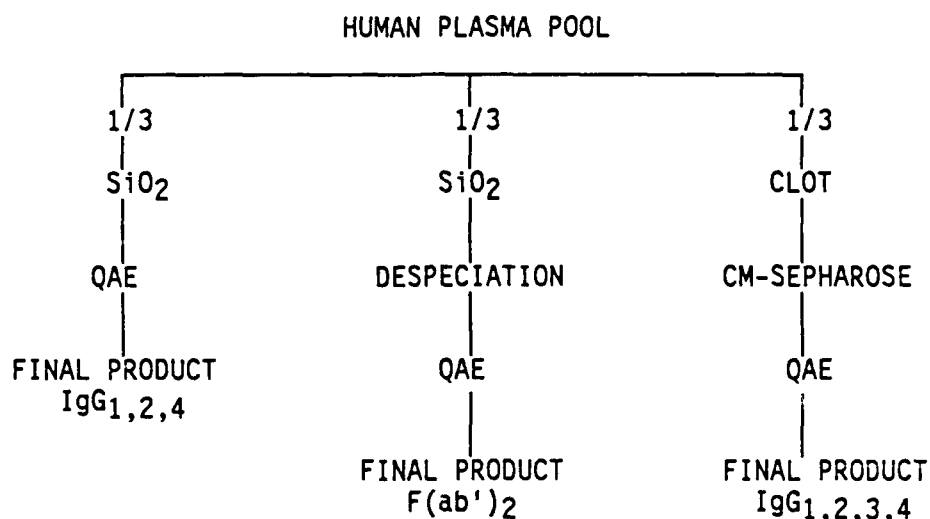 HUMAN PLASMA POOL
1/3 1/3 1/3
SiO2 SiO2 CLOT
QAE DESPECIATION CM-SEPHAROSE
FINAL PRODUCT QAE QAE
IgG1,2,4
FINAL PRODUCT FINAL PRODUCT
F(ab')2 IgG1,2,3,4